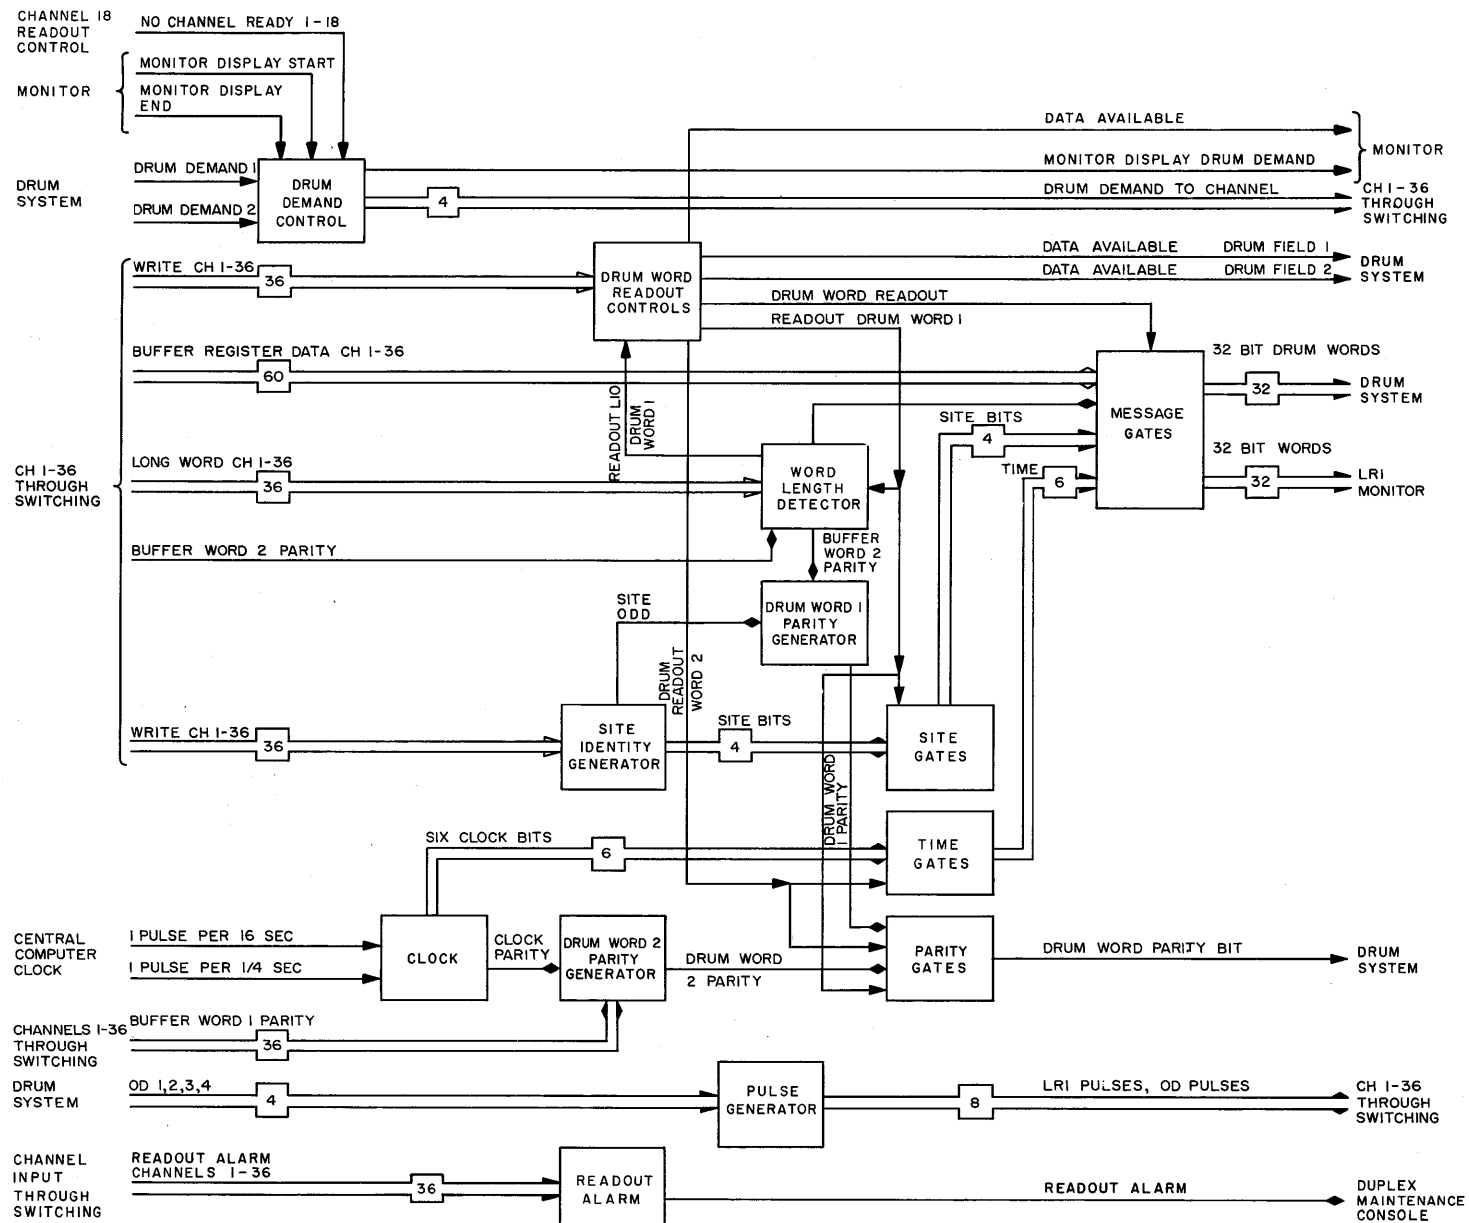 CHANNEL 18
READOUT
CONTROL
NO CHANNEL READY 1-18
MONITOR
MONITOR DISPLAY START
MONITOR DISPLAY
END
DRUM
SYSTEM
DRUM DEMAND 1
DRUM DEMAND 2
DRUM
DEMAND
CONTROL
4
DATA AVAILABLE
MONITOR DISPLAY DRUM DEMAND
MONITOR
DRUM DEMAND TO CHANNEL
CH 1-36
THROUGH
SWITCHING
WRITE CH 1-36
36
DRUM WORD
READOUT
CONTROLS
DATA AVAILABLE DRUM FIELD 1
DATA AVAILABLE DRUM FIELD 2
DRUM
SYSTEM
DRUM WORD READOUT
READOUT DRUM WORD 1
BUFFER REGISTER DATA CH 1-36
60
READOUT LIO
DRUM
WORD 1
MESSAGE
GATES
32 BIT DRUM WORDS
32
DRUM
SYSTEM
32 BIT WORDS
32
LRI
MONITOR
SITE BITS
4
TIME
6
CH 1-36
THROUGH
SWITCHING
LONG WORD CH 1-36
36
WORD
LENGTH
DETECTOR
BUFFER WORD 2 PARITY
BUFFER
WORD 2
PARITY
SITE
ODD
DRUM WORD 1
PARITY
GENERATOR
DRUM
READOUT
WORD 2
WRITE CH 1-36
36
SITE
IDENTITY
GENERATOR
SITE BITS
4
SITE
GATES
DRUM WORD
1 PARITY
SIX CLOCK BITS
6
TIME
GATES
CENTRAL
COMPUTER
CLOCK
1 PULSE PER 16 SEC
1 PULSE PER 1/4 SEC
CLOCK
CLOCK
PARITY
DRUM WORD 2
PARITY
GENERATOR
DRUM WORD
2 PARITY
PARITY
GATES
DRUM WORD PARITY BIT
DRUM
SYSTEM
CHANNELS 1-36
THROUGH
SWITCHING
BUFFER WORD 1 PARITY
36
DRUM
SYSTEM
OD 1,2,3,4
4
PULSE
GENERATOR
8
LRI PULSES, OD PULSES
CH 1-36
THROUGH
SWITCHING
CHANNEL
INPUT
THROUGH
SWITCHING
READOUT ALARM
CHANNELS 1-36
36
READOUT
ALARM
READOUT ALARM
DUPLEX
MAINTENANCE
CONSOLE